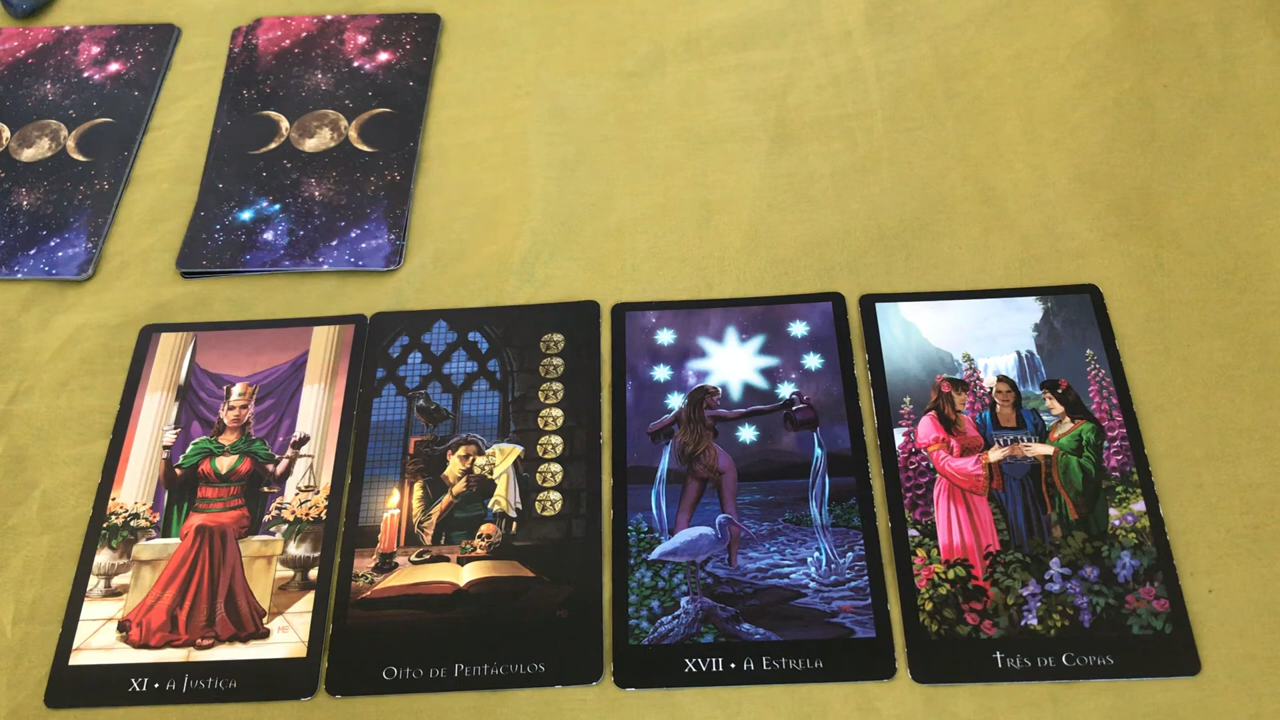 XI • A Justiça
Oito de Pentáculos
XVII • A Estrela
Três de Copas